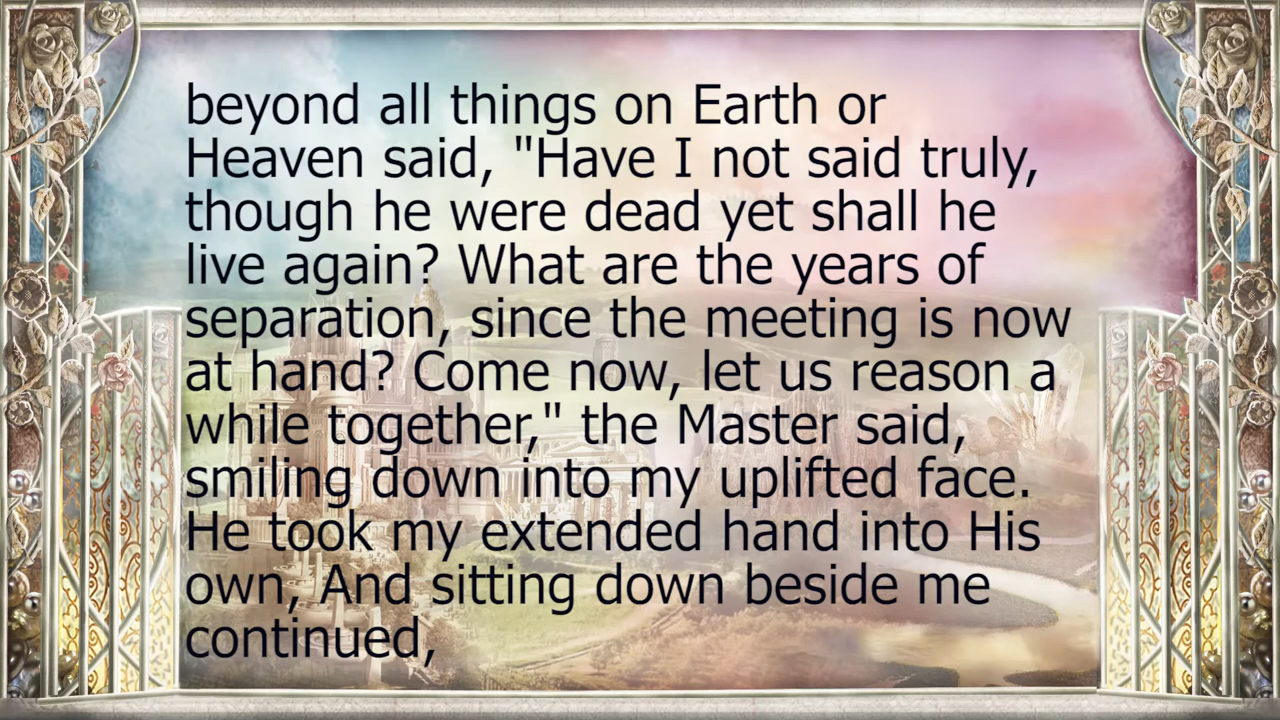 beyond all things on Earth or
Heaven said, "Have I not said truly,
though he were dead yet shall he
live again? What are the years of
separation, since the meeting is now
at hand? Come now, let us reason a
while together," the Master said,
smiling down into my uplifted face.
He took my extended hand into His
own, And sitting down beside me
continued,